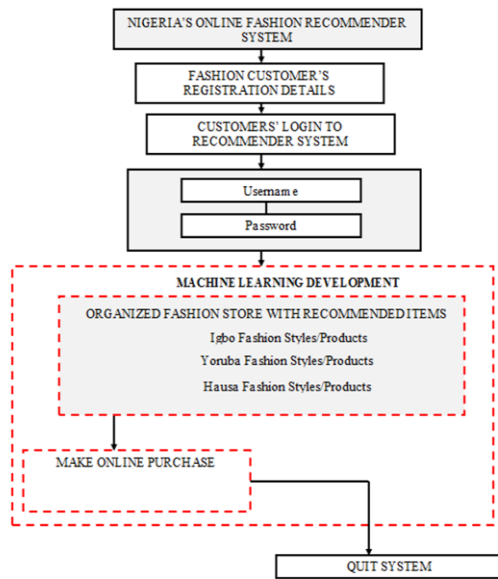 NIGERIA'S ONLINE FASHION RECOMMENDER
SYSTEM
FASHION CUSTOMER'S
REGISTRATION DETAILS
CUSTOMERS' LOGIN TO
RECOMMENDER SYSTEM
Username
Password
MACHINE LEARNING DEVELOPMENT
ORGANIZED FASHION STORE WITH RECOMMENDED ITEMS
Igbo Fashion Styles/Products
Yoruba Fashion Styles/Products
Hausa Fashion Styles/Products
MAKE ONLINE PURCHASE
QUIT SYSTEM